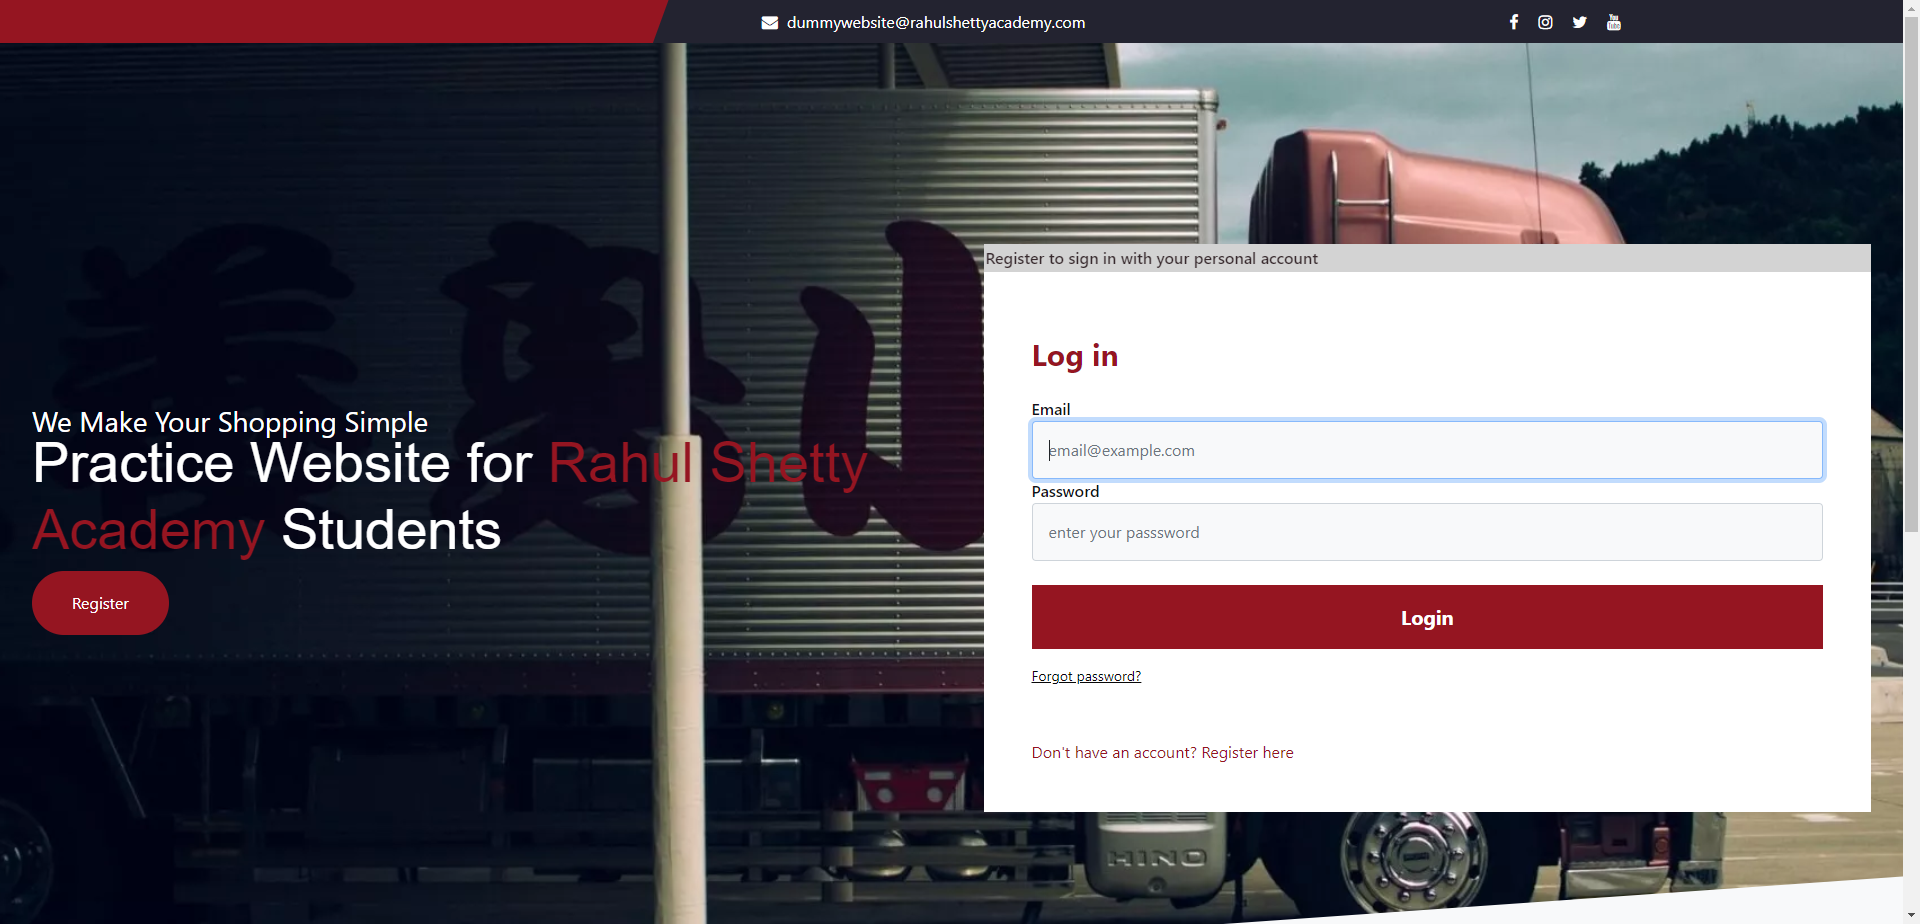 dummywebsite@rahulshettyacademy.com
We Make Your Shopping Simple
Practice Website for Rahul Shetty
Academy Students
Register
Register to sign in with your personal account
Log in
Email
email@example.com
Password
enter your passsword
Login
Forgot password?
Don't have an account? Register here
HINO